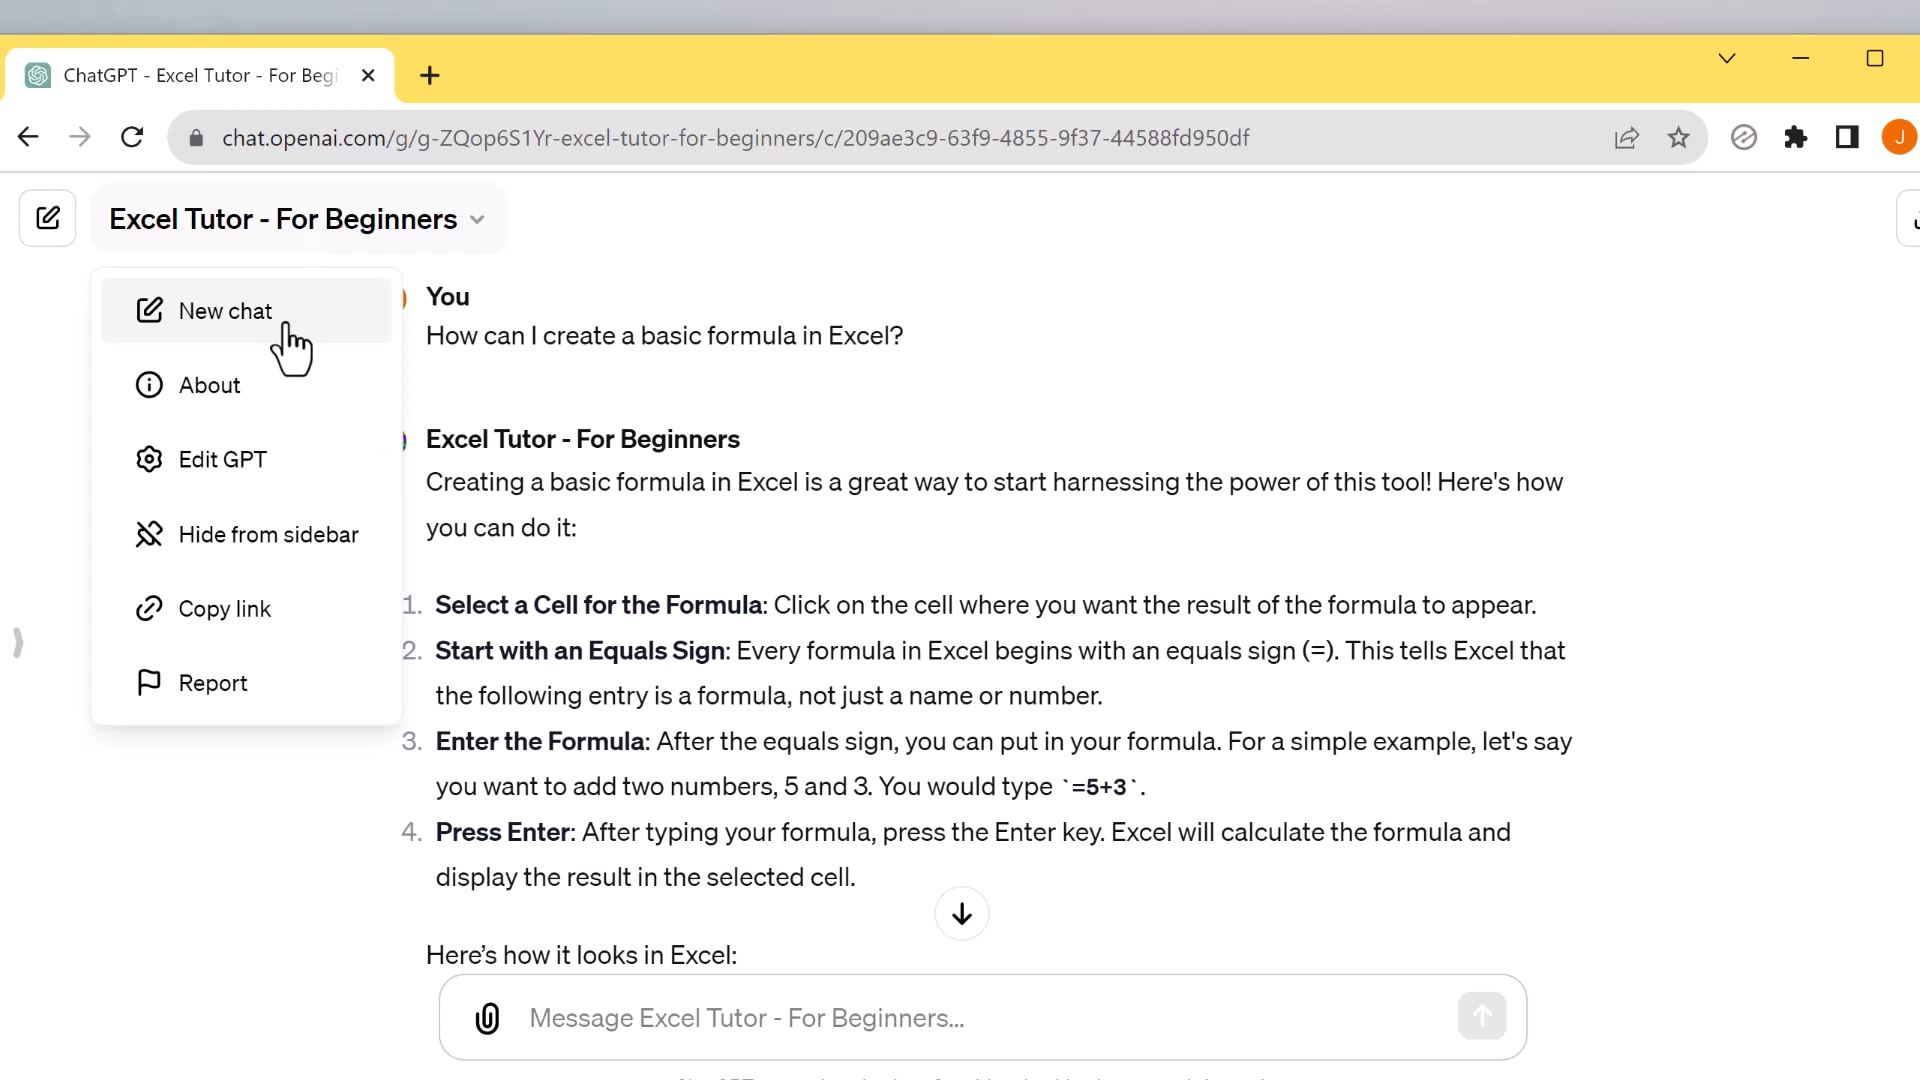 ChatGPT - Excel Tutor - For Begi
chat.openai.com/g/g-ZQop6S1Yr-excel-tutor-for-beginners/c/209ae3c9-63f9-4855-9f37-44588fd950df
J
Excel Tutor - For Beginners
New chat
About
Edit GPT
Hide from sidebar
Copy link
Report
You
How can I create a basic formula in Excel?
Excel Tutor - For Beginners
Creating a basic formula in Excel is a great way to start harnessing the power of this tool! Here's how
you can do it:
1. Select a Cell for the Formula: Click on the cell where you want the result of the formula to appear.
2. Start with an Equals Sign: Every formula in Excel begins with an equals sign (=). This tells Excel that
the following entry is a formula, not just a name or number.
3. Enter the Formula: After the equals sign, you can put in your formula. For a simple example, let's say
you want to add two numbers, 5 and 3. You would type `=5+3`.
4. Press Enter: After typing your formula, press the Enter key. Excel will calculate the formula and
display the result in the selected cell.
Here’s how it looks in Excel:
Message Excel Tutor - For Beginners...